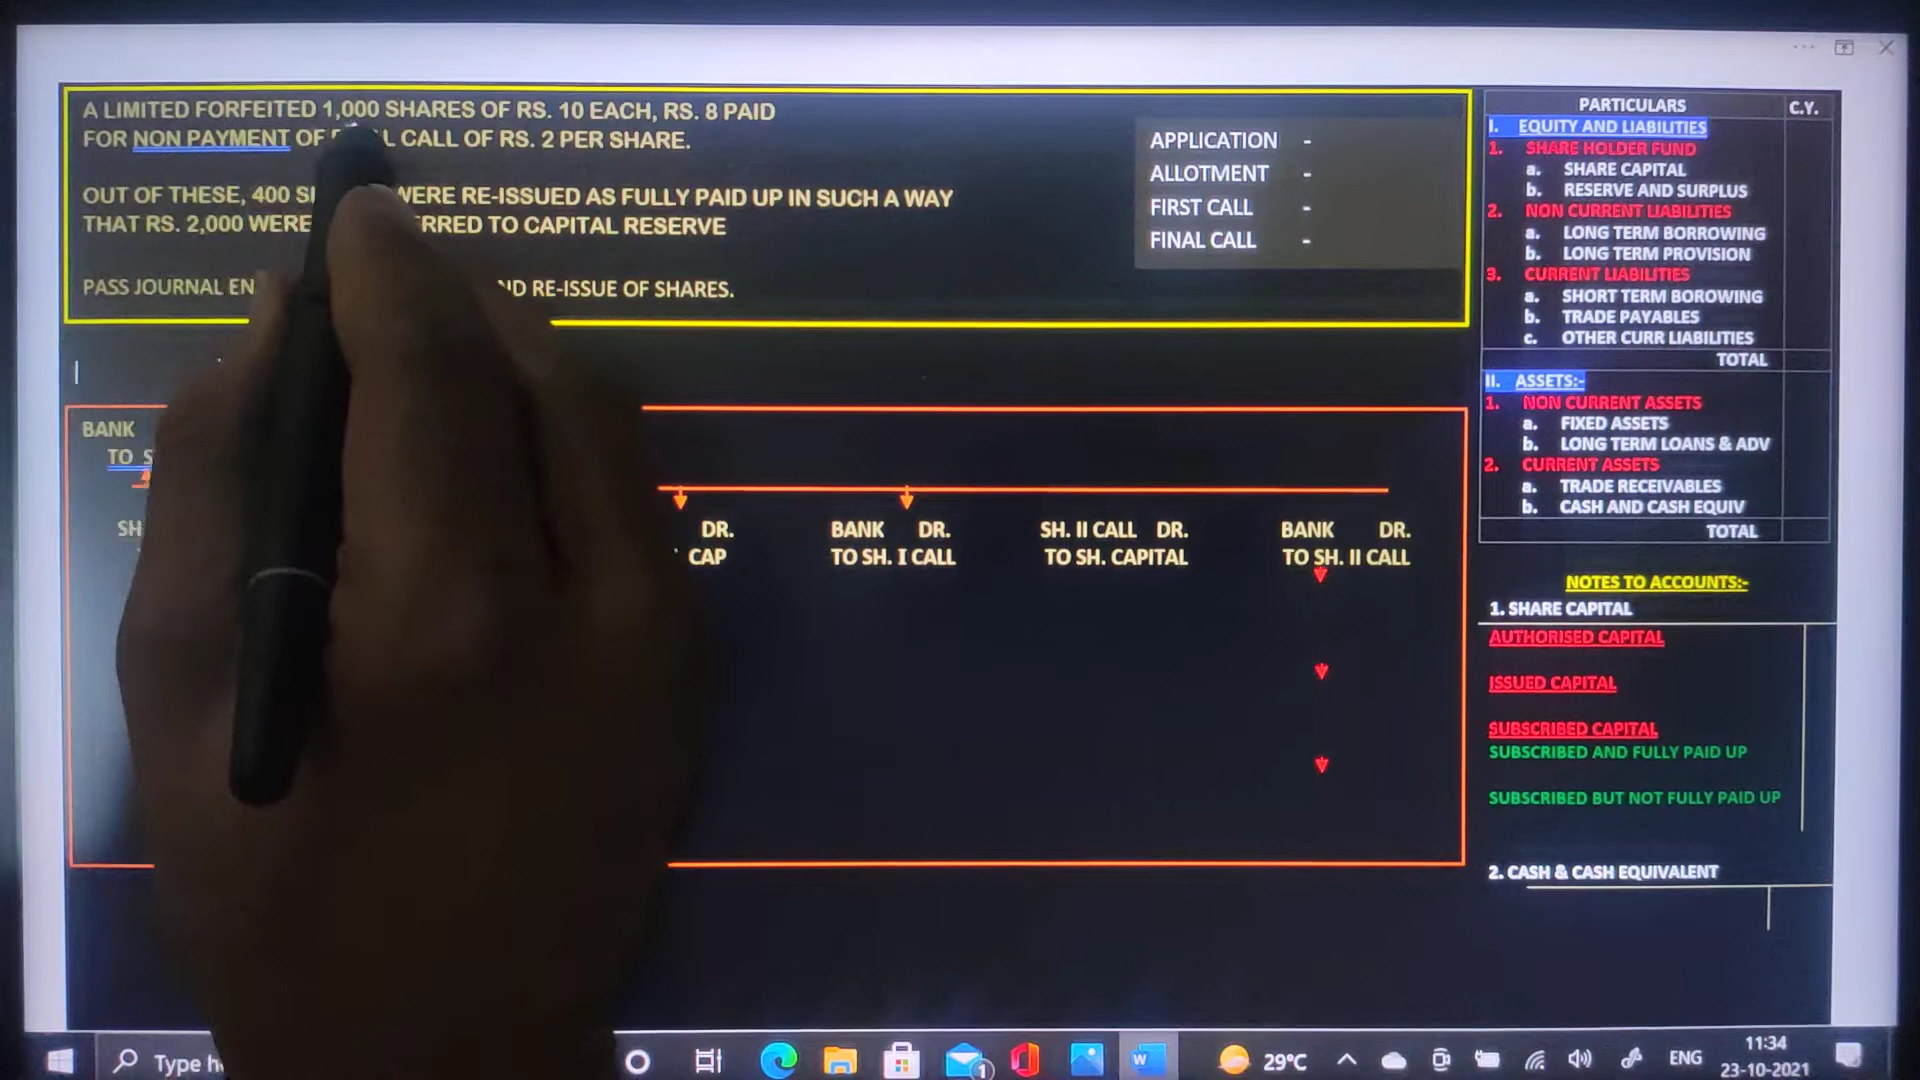 A LIMITED FORFEITED 1,000 SHARES OF RS. 10 EACH, RS. 8 PAID
FOR NON PAYMENT OF CALL OF RS. 2 PER SHARE.
OUT OF THESE, 400 WERE RE-ISSUED AS FULLY PAID UP IN SUCH A WAY
THAT RS. 2,000 WERE TO CAPITAL RESERVE
PASS JOURNAL RE-ISSUE OF SHARES.
APPLICATION -
ALLOTMENT -
FIRST CALL -
FINAL CALL -
BANK
TO
SH
DR.
CAP
BANK DR.
TO SH. I CALL
SH. II CALL DR.
TO SH. CAPITAL
BANK DR.
TO SH. II CALL
PARTICULARS C.Y.
I. EQUITY AND LIABILITIES
1. SHARE HOLDER FUND
a. SHARE CAPITAL
b. RESERVE AND SURPLUS
2. NON CURRENT LIABILITIES
a. LONG TERM BORROWING
b. LONG TERM PROVISION
3. CURRENT LIABILITIES
a. SHORT TERM BOROWING
b. TRADE PAYABLES
c. OTHER CURR LIABILITIES
TOTAL
II. ASSETS:-
1. NON CURRENT ASSETS
a. FIXED ASSETS
b. LONG TERM LOANS & ADV
2. CURRENT ASSETS
a. TRADE RECEIVABLES
b. CASH AND CASH EQUIV
TOTAL
NOTES TO ACCOUNTS:-
1. SHARE CAPITAL
AUTHORISED CAPITAL
ISSUED CAPITAL
SUBSCRIBED CAPITAL
SUBSCRIBED AND FULLY PAID UP
SUBSCRIBED BUT NOT FULLY PAID UP
2. CASH & CASH EQUIVALENT
Type
1
W
29°C
ENG
11:34
23-10-2021